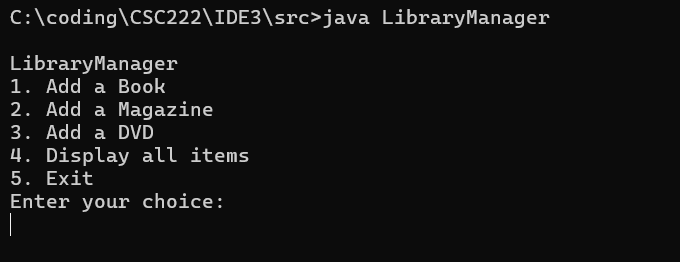 C:\coding\CSC222\IDE3\src>java LibraryManager
LibraryManager
1. Add a Book
2. Add a Magazine
3. Add a DVD
4. Display all items
5. Exit
Enter your choice: